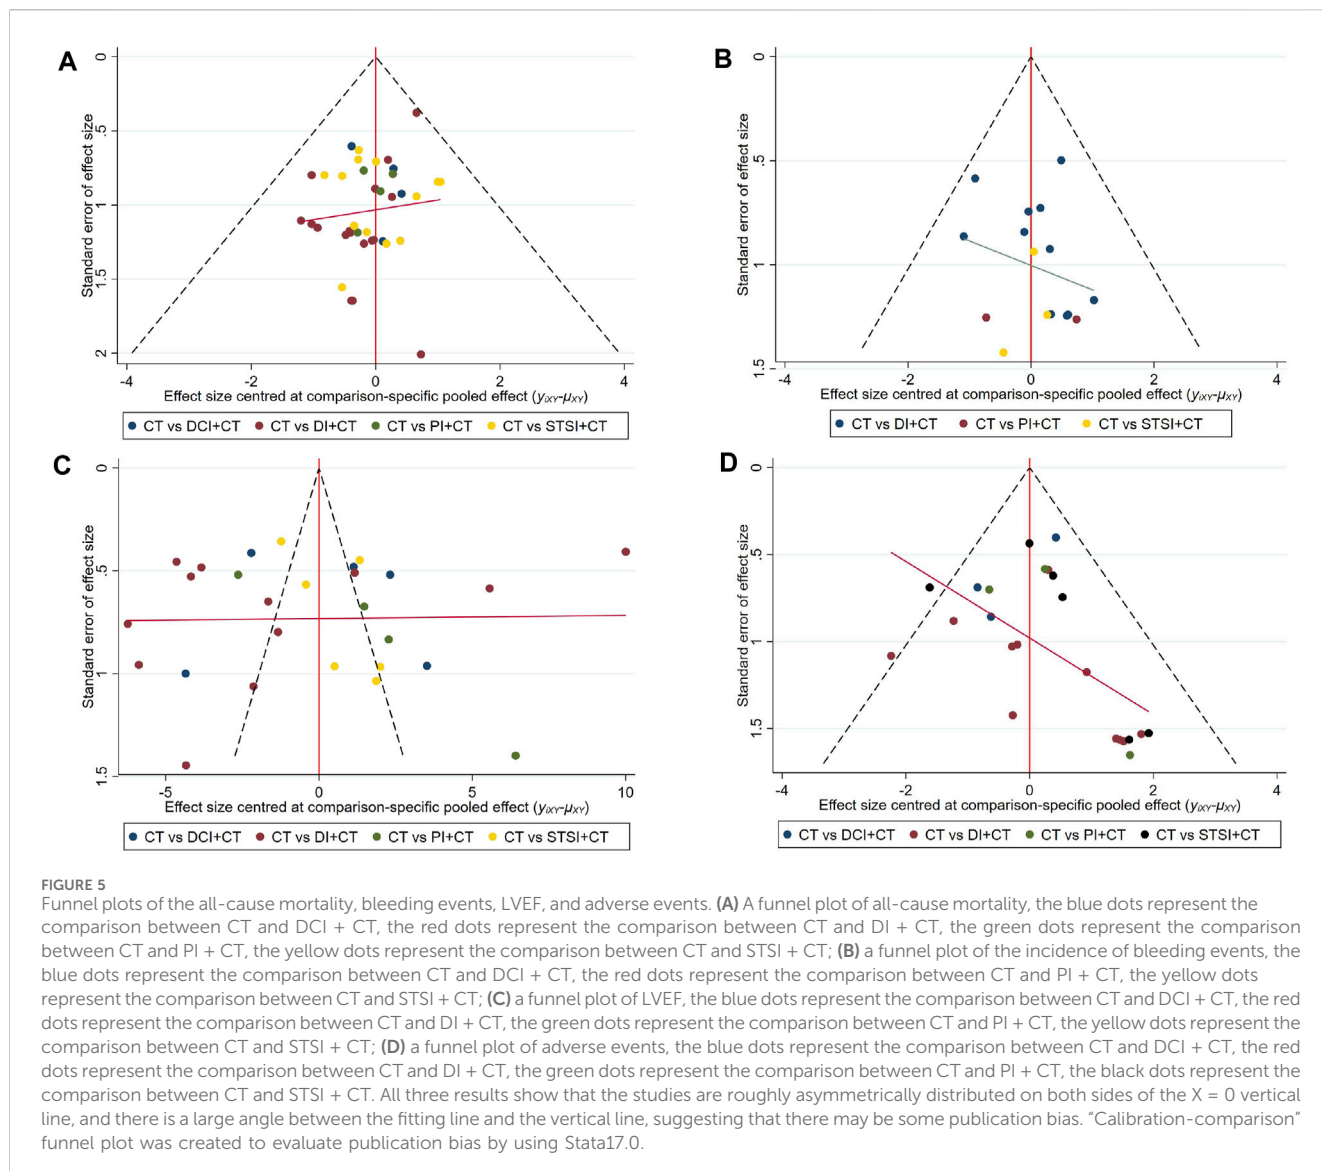 A
Standard error of effect size
0
.5
1
1.5
2
-4
-2
0
2
4
Effect size centred at comparison-specific pooled effect (yiXY-μXY)
CT vs DCI+CT
CT vs DI+CT
CT vs PI+CT
CT vs STSI+CT
B
Standard error of effect size
0
.5
1
1.5
-4
-2
0
2
4
Effect size centred at comparison-specific pooled effect (yiXY-μXY)
CT vs DI+CT
CT vs PI+CT
CT vs STSI+CT
C
Standard error of effect size
0
.5
1
1.5
-5
0
5
10
Effect size centred at comparison-specific pooled effect (yiXY-μXY)
CT vs DCI+CT
CT vs DI+CT
CT vs PI+CT
CT vs STSI+CT
D
Standard error of effect size
0
.5
1
1.5
-4
-2
0
2
4
Effect size centred at comparison-specific pooled effect (yiXY-μXY)
CT vs DCI+CT
CT vs DI+CT
CT vs PI+CT
CT vs STSI+CT
FIGURE 5
Funnel plots of the all-cause mortality, bleeding events, LVEF, and adverse events. (A) A funnel plot of all-cause mortality, the blue dots represent the
comparison between CT and DCI + CT, the red dots represent the comparison between CT and DI + CT, the green dots represent the comparison
between CT and PI + CT, the yellow dots represent the comparison between CT and STSI + CT; (B) a funnel plot of the incidence of bleeding events, the
blue dots represent the comparison between CT and DCI + CT, the red dots represent the comparison between CT and PI + CT, the yellow dots
represent the comparison between CT and STSI + CT; (C) a funnel plot of LVEF, the blue dots represent the comparison between CT and DCI + CT, the red
dots represent the comparison between CT and DI + CT, the green dots represent the comparison between CT and PI + CT, the yellow dots represent the
comparison between CT and STSI + CT; (D) a funnel plot of adverse events, the blue dots represent the comparison between CT and DCI + CT, the red
dots represent the comparison between CT and DI + CT, the green dots represent the comparison between CT and PI + CT, the black dots represent the
comparison between CT and STSI + CT. All three results show that the studies are roughly asymmetrically distributed on both sides of the X = 0 vertical
line, and there is a large angle between the fitting line and the vertical line, suggesting that there may be some publication bias. "Calibration-comparison"
funnel plot was created to evaluate publication bias by using Stata17.0.